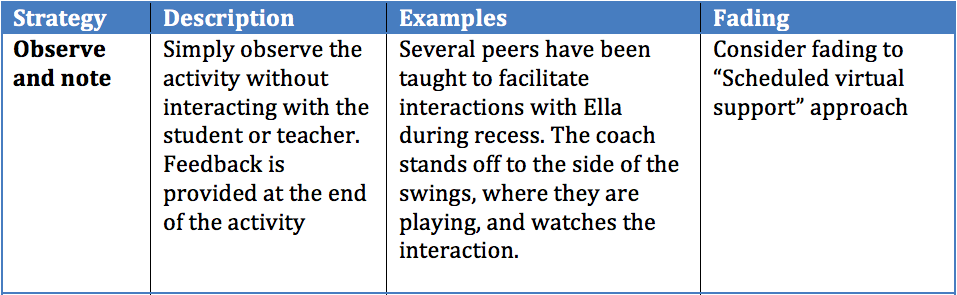 Strategy
Description
Examples
Fading
Observe
and note
Simply observe the
activity without
interacting with the
student or teacher.
Feedback is
provided at the end
of the activity
Several peers have been
taught to facilitate
interactions with Ella
during recess. The coach
stands off to the side of the
swings, where they are
playing, and watches the
interaction.
Consider fading to
“Scheduled virtual
support” approach